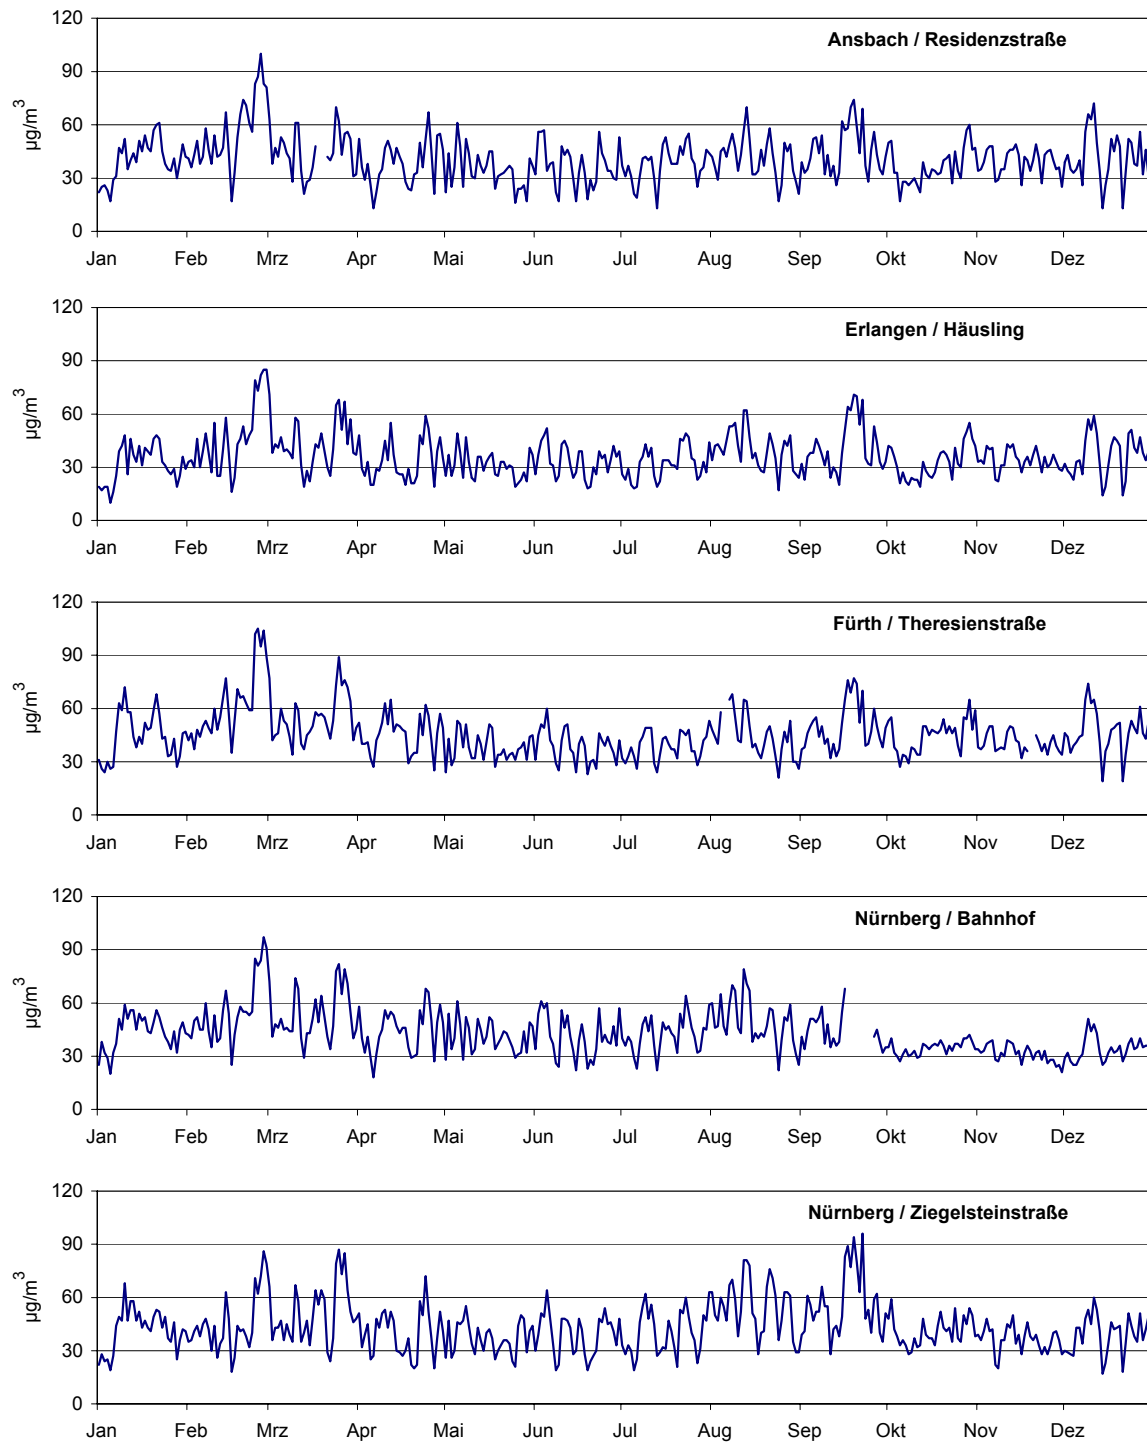 Ansbach / Residenzstraße
µg/m³
120
90
60
30
0
Jan Feb Mrz Apr Mai Jun Jul Aug Sep Okt Nov Dez
Erlangen / Häusling
µg/m³
120
90
60
30
0
Jan Feb Mrz Apr Mai Jun Jul Aug Sep Okt Nov Dez
Fürth / Theresienstraße
µg/m³
120
90
60
30
0
Jan Feb Mrz Apr Mai Jun Jul Aug Sep Okt Nov Dez
Nürnberg / Bahnhof
µg/m³
120
90
60
30
0
Jan Feb Mrz Apr Mai Jun Jul Aug Sep Okt Nov Dez
Nürnberg / Ziegelsteinstraße
µg/m³
120
90
60
30
0
Jan Feb Mrz Apr Mai Jun Jul Aug Sep Okt Nov Dez